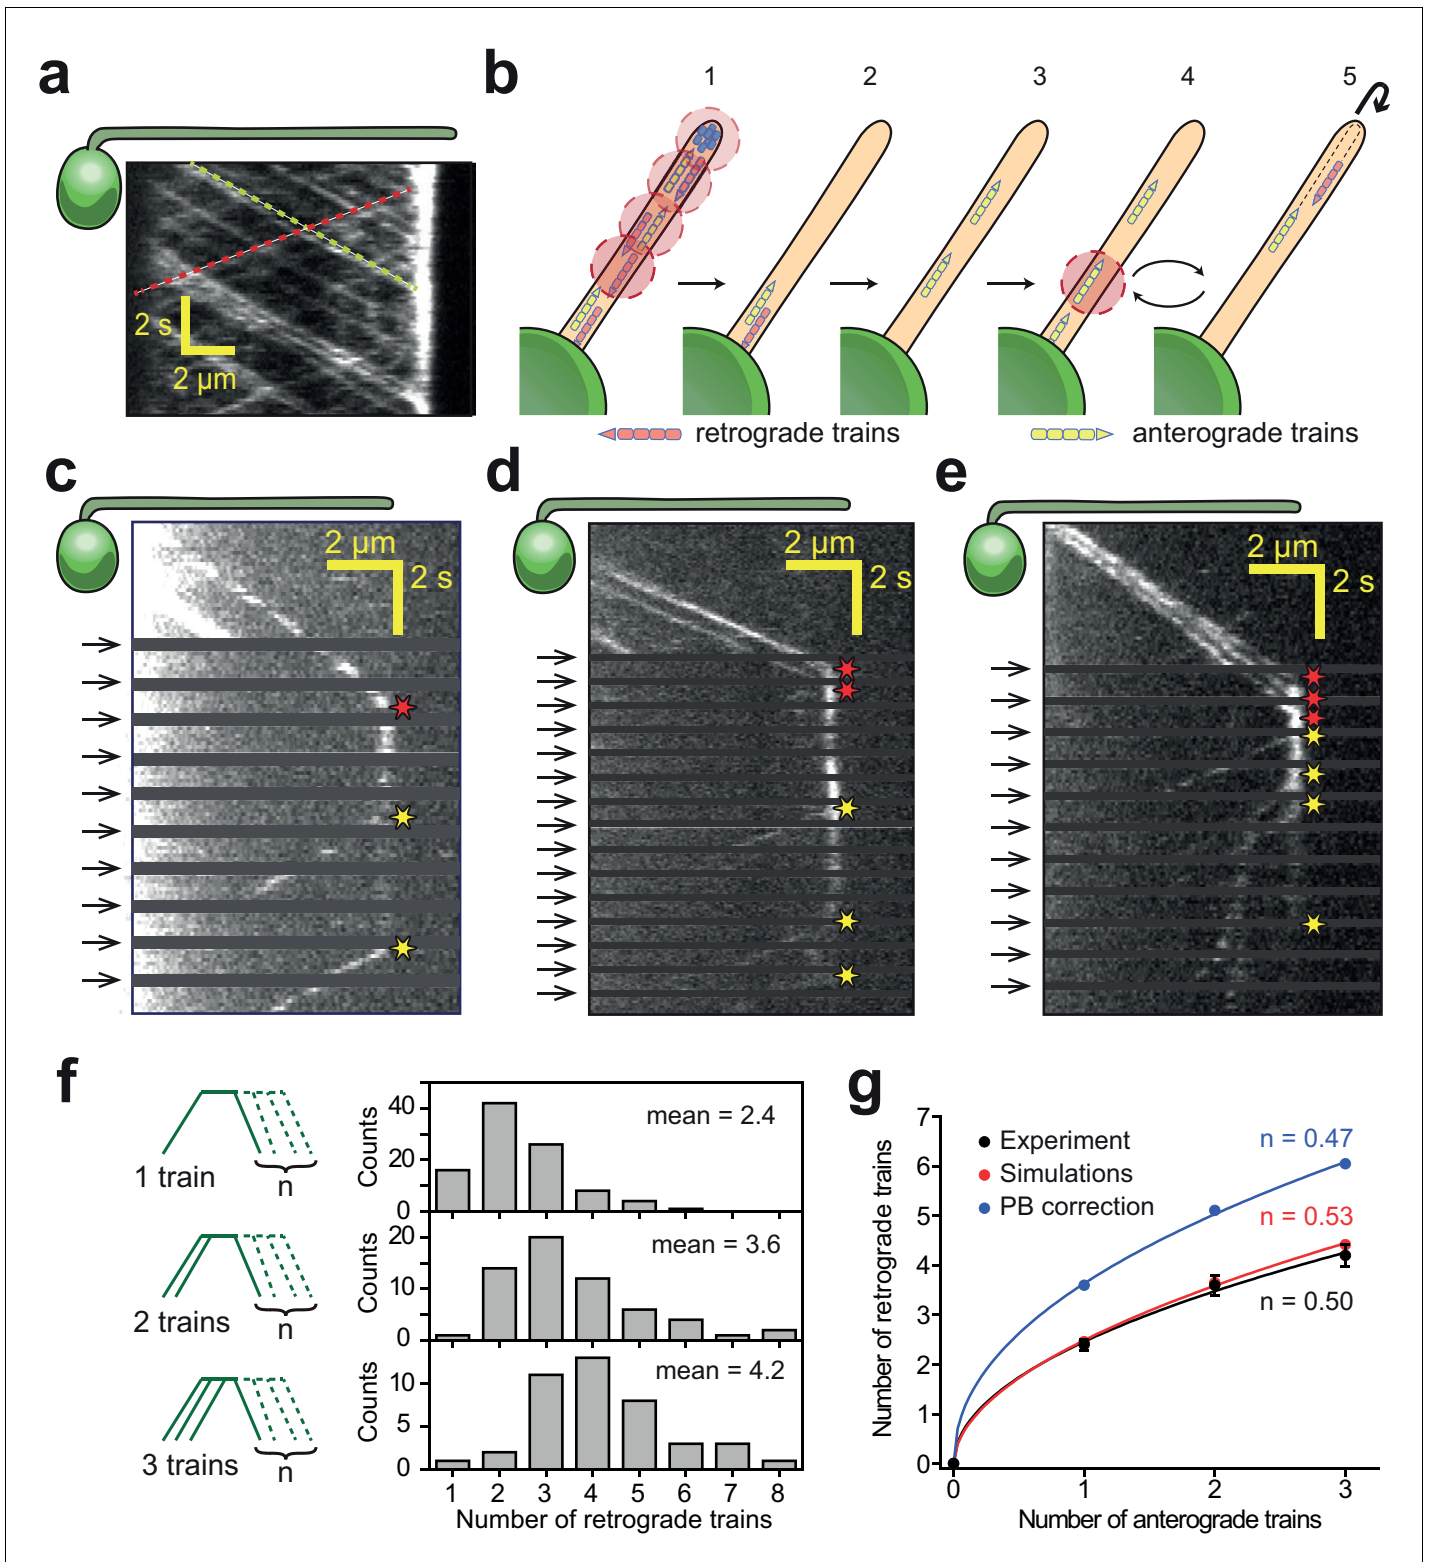 a
2 s
2 µm
b
1 2 3 4 5
retrograde trains
anterograde trains
c
2 µm
2 s
d
2 µm
2 s
e
2 µm
2 s
f
1 train
n
2 trains
n
3 trains
n
Counts
40
20
0
mean = 2.4
Counts
20
10
0
mean = 3.6
Counts
10
5
0
mean = 4.2
1 2 3 4 5 6 7 8
Number of retrograde trains
g
Number of retrograde trains
7
6
5
4
3
2
1
0
Experiment
Simulations
PB correction
n = 0.47
n = 0.53
n = 0.50
0 1 2 3
Number of anterograde trains